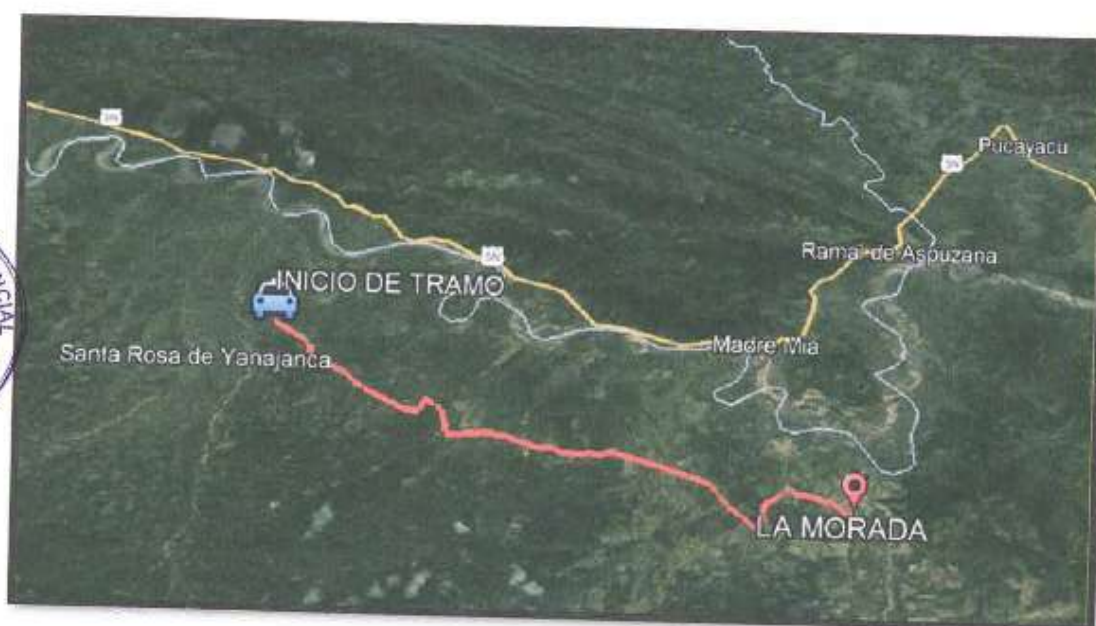 5N
Pucayacu
5N
Ramal de Aspuzana
5N
INICIO DE TRAMO
Madre Mia
Santa Rosa de Yanajanca
LA MORADA